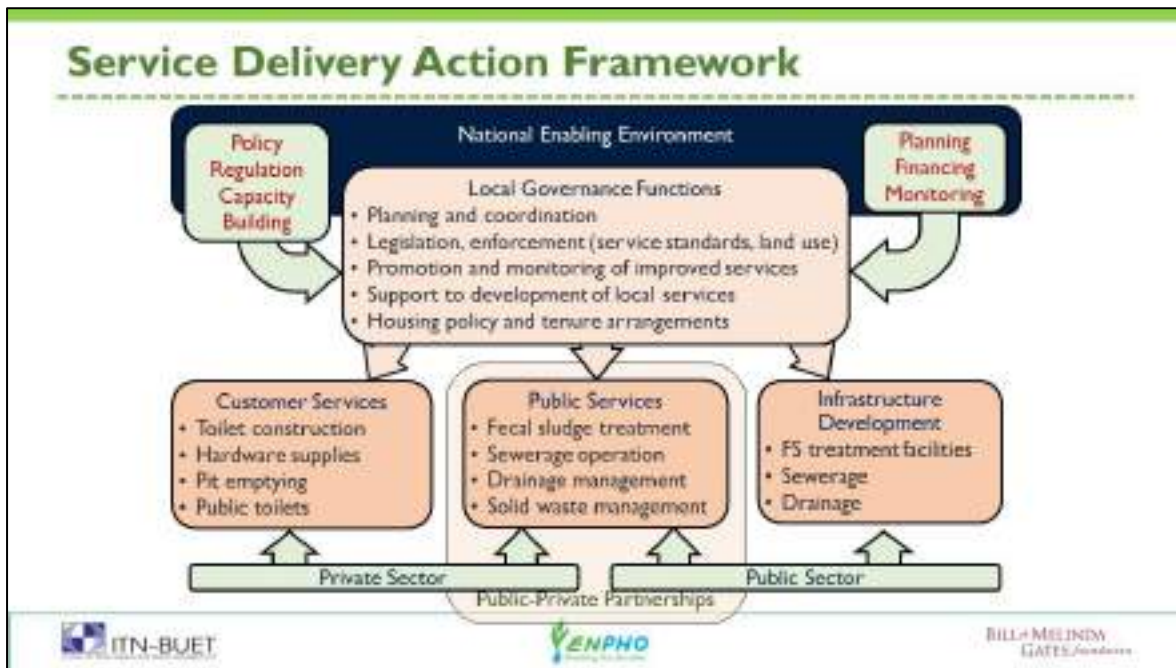 Service Delivery Action Framework
National Enabling Environment
Policy
Regulation
Capacity
Building
Planning
Financing
Monitoring
Local Governance Functions
• Planning and coordination
• Legislation, enforcement (service standards, land use)
• Promotion and monitoring of improved services
• Support to development of local services
• Housing policy and tenure arrangements
Customer Services
• Toilet construction
• Hardware supplies
• Pit emptying
• Public toilets
Public Services
• Fecal sludge treatment
• Sewerage operation
• Drainage management
• Solid waste management
Infrastructure
Development
• FS treatment facilities
• Sewerage
• Drainage
Private Sector
Public Sector
Public-Private Partnerships
ITN-BUET
ENPHO
BILL & MELINDA
GATES foundation